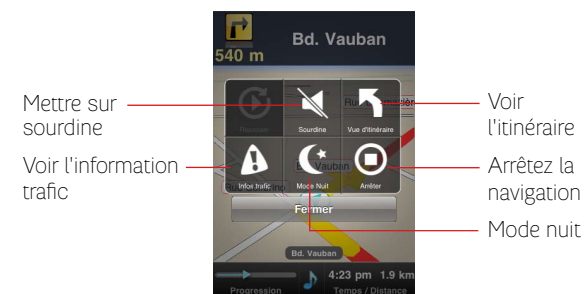 Bd. Vauban
540 m
Mettre sur
sourdine
Voir l'information
trafic
Sourdine
Vue d'itinéraire
Infos trafic
Mode Nuit
Arrêter
Fermer
Voir
l'itinéraire
Arrêtez la
navigation
Mode nuit
Bd. Vauban
4:23 pm 1.9 km
Progression
Temps / Distance